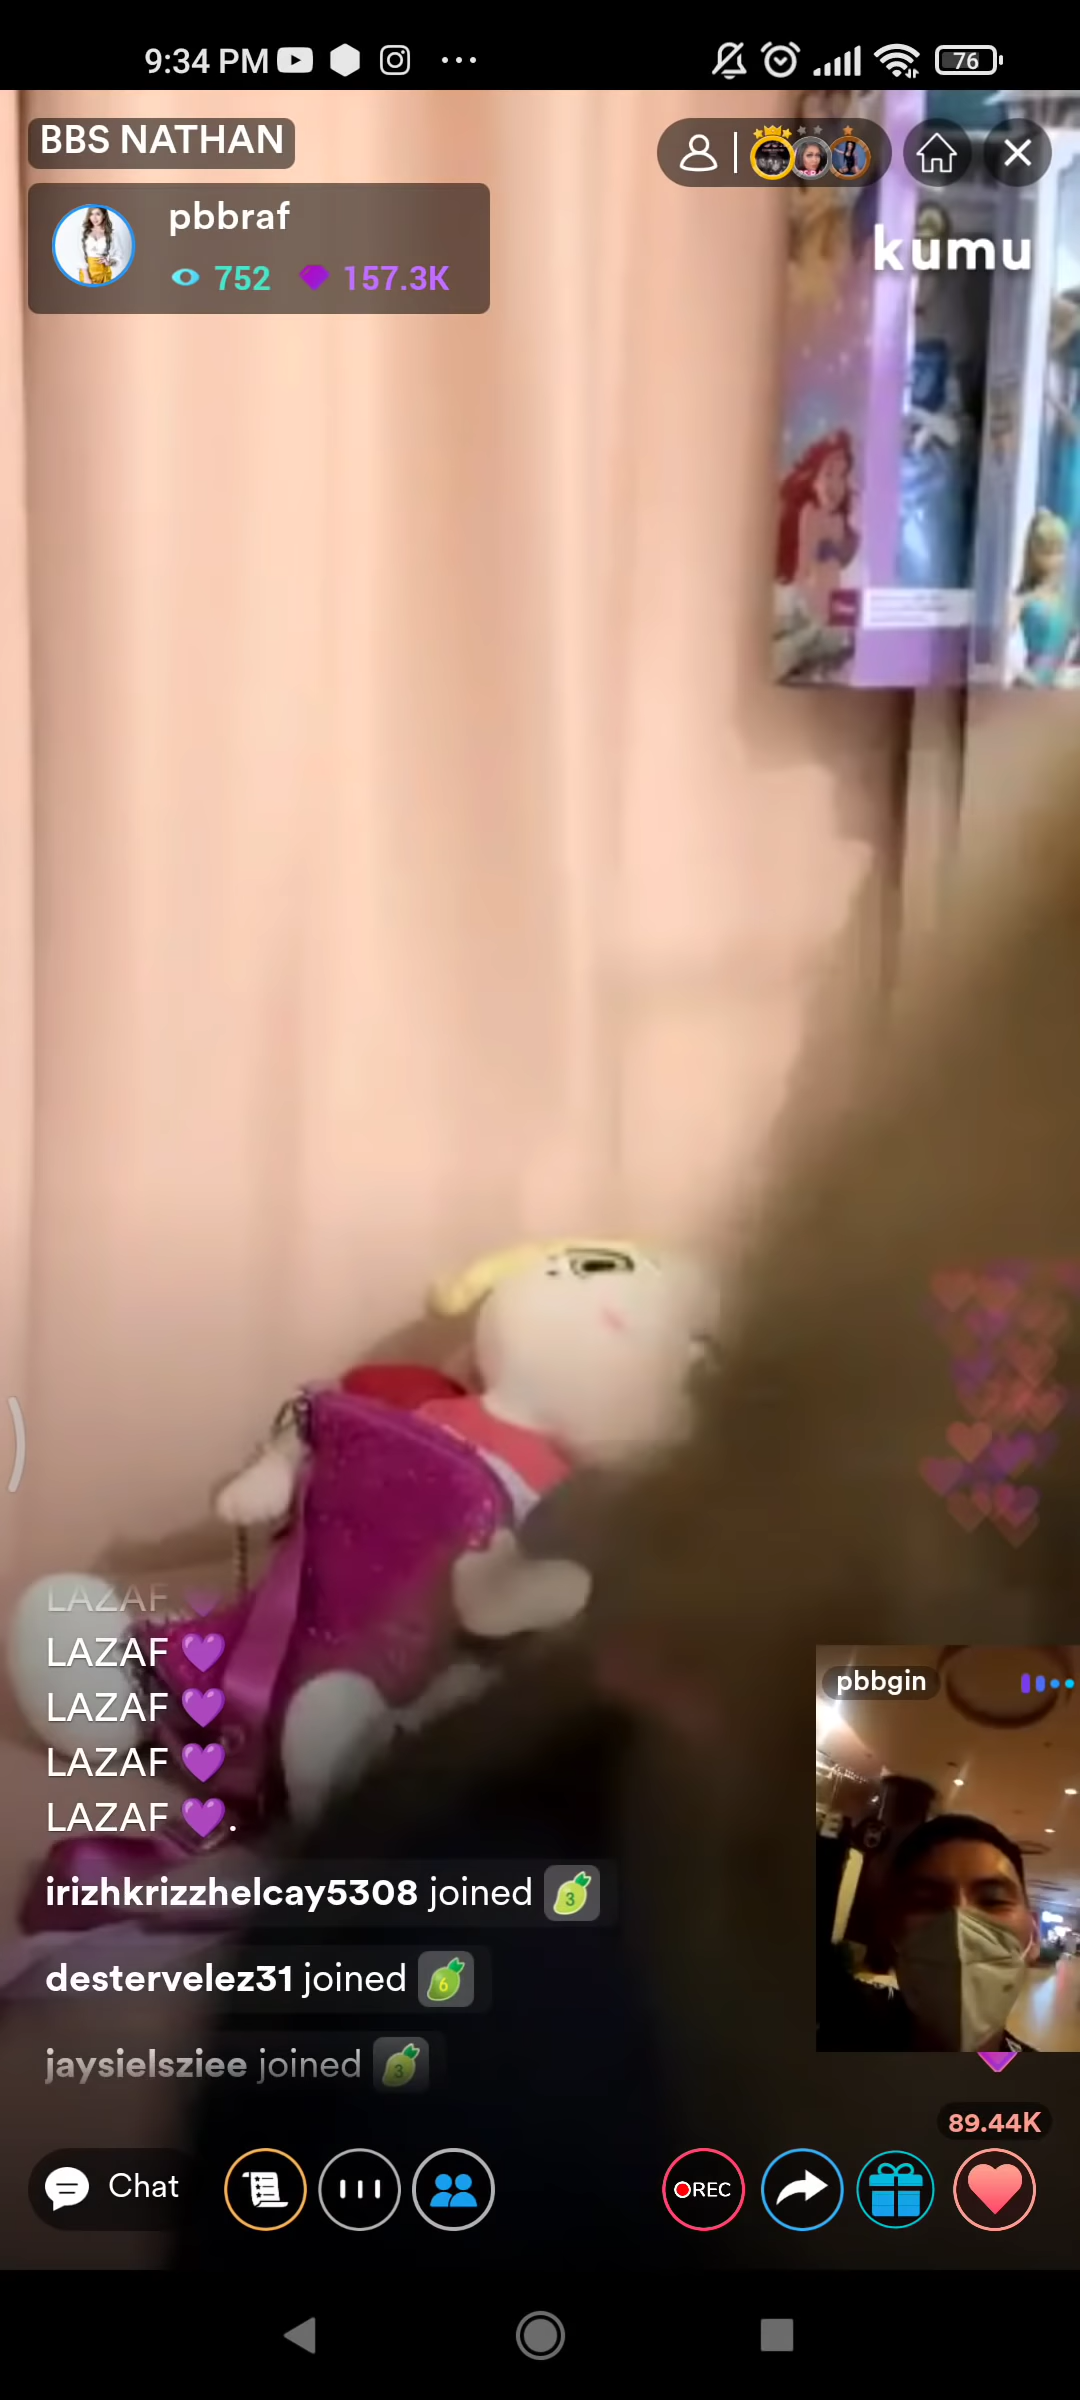 9:34 PM
76
BBS NATHAN
pbbraf
752 157.3K
kumu
LAZAF 💜
LAZAF 💜
LAZAF 💜
LAZAF 💜
LAZAF 💜.
irizhkrizzhelcay5308 joined 3
destervelez31 joined 6
jaysielsziee joined 3
pbbgin
89.44K
Chat
REC